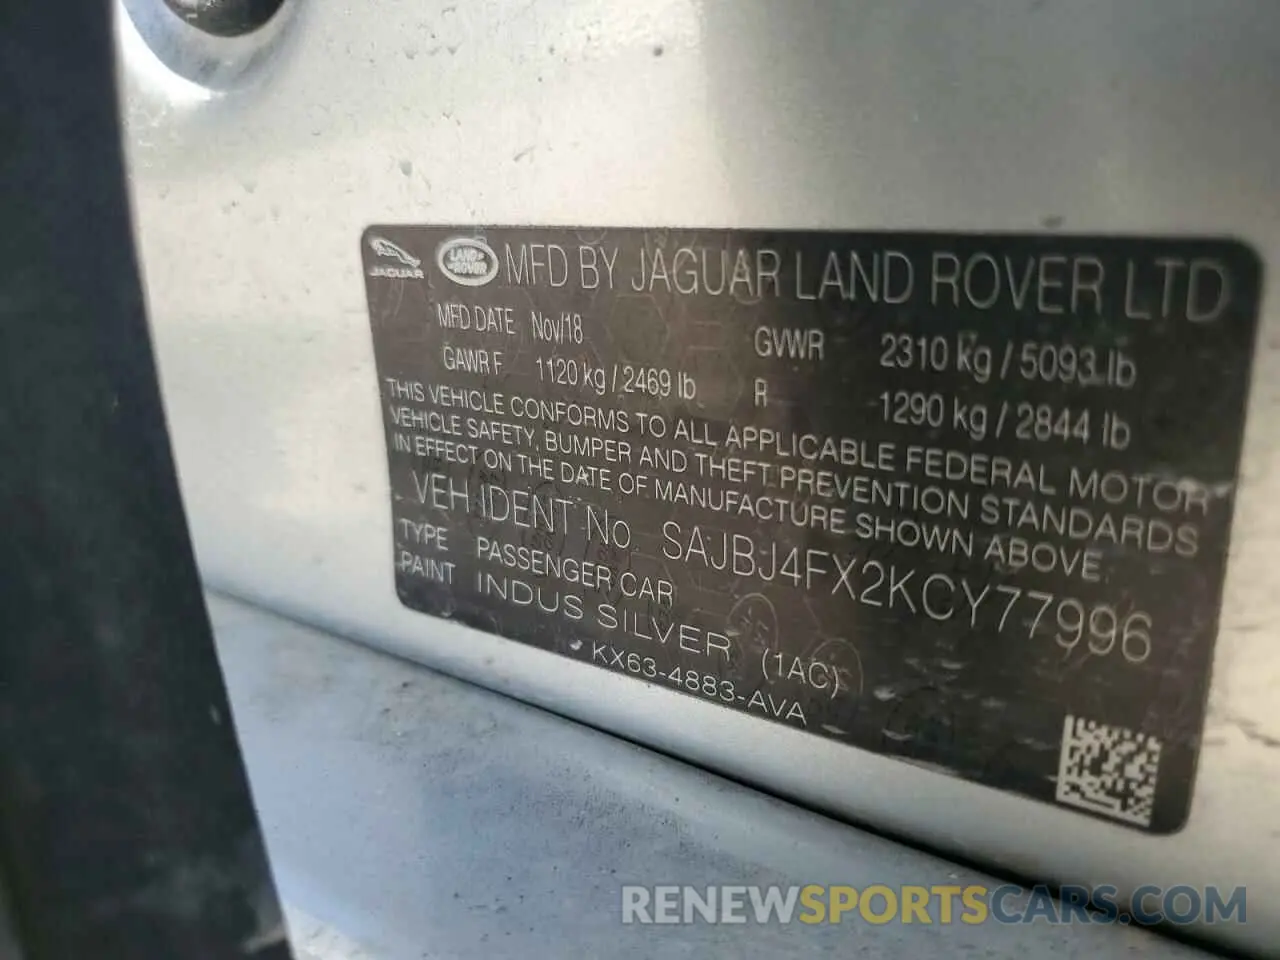 JAGUAR LAND ROVER MFD BY JAGUAR LAND ROVER LTD
MFD DATE Nov/18 GVWR 2310 kg / 5093 lb
GAWR F 1120 kg / 2469 lb R 1290 kg / 2844 lb
THIS VEHICLE CONFORMS TO ALL APPLICABLE FEDERAL MOTOR
VEHICLE SAFETY, BUMPER AND THEFT PREVENTION STANDARDS
IN EFFECT ON THE DATE OF MANUFACTURE SHOWN ABOVE.
VEH IDENT No SAJBJ4FX2KCY77996
TYPE PASSENGER CAR
PAINT INDUS SILVER (1AC)
KX63-4883-AVA
RENEWSPORTSCARS.COM